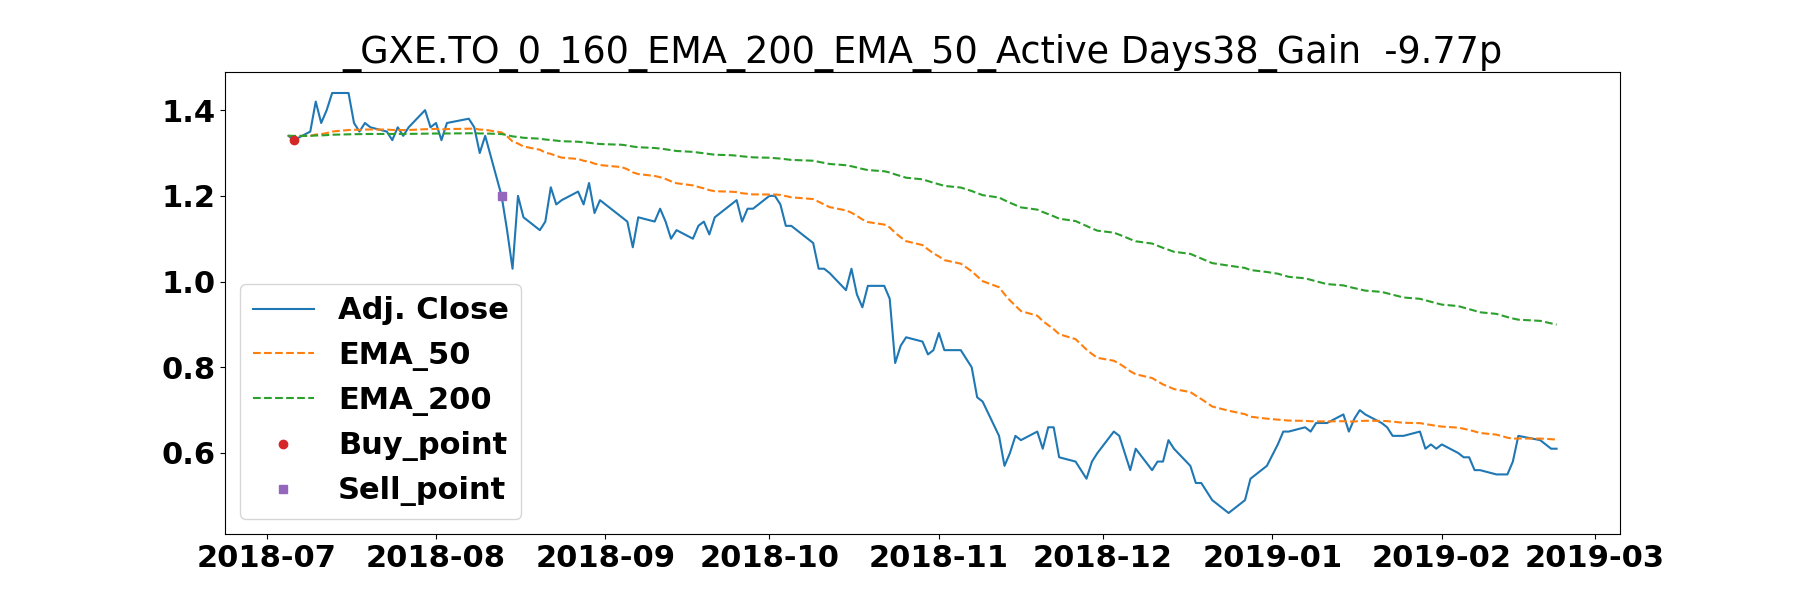 _GXE.TO_0_160_EMA_200_EMA_50_Active Days38_Gain  -9.77p
1.4
1.2
1.0
0.8
0.6
Adj. Close
EMA_50
EMA_200
Buy_point
Sell_point
2018-07 2018-08 2018-09 2018-10 2018-11 2018-12 2019-01 2019-02 2019-03